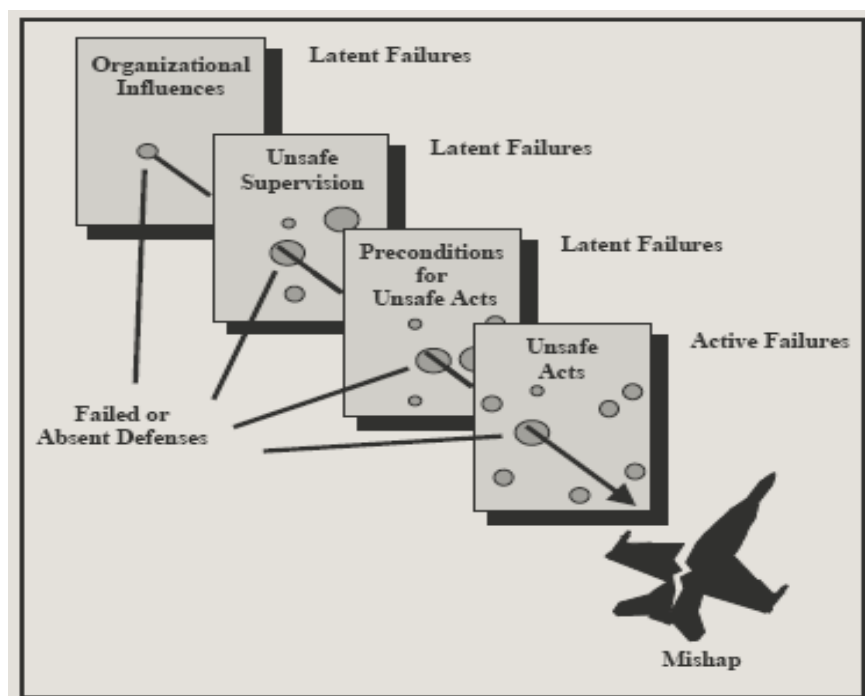 Organizational
Influences
Latent Failures
Unsafe
Supervision
Latent Failures
Preconditions
for
Unsafe Acts
Latent Failures
Unsafe
Acts
Active Failures
Failed or
Absent Defenses
Mishap